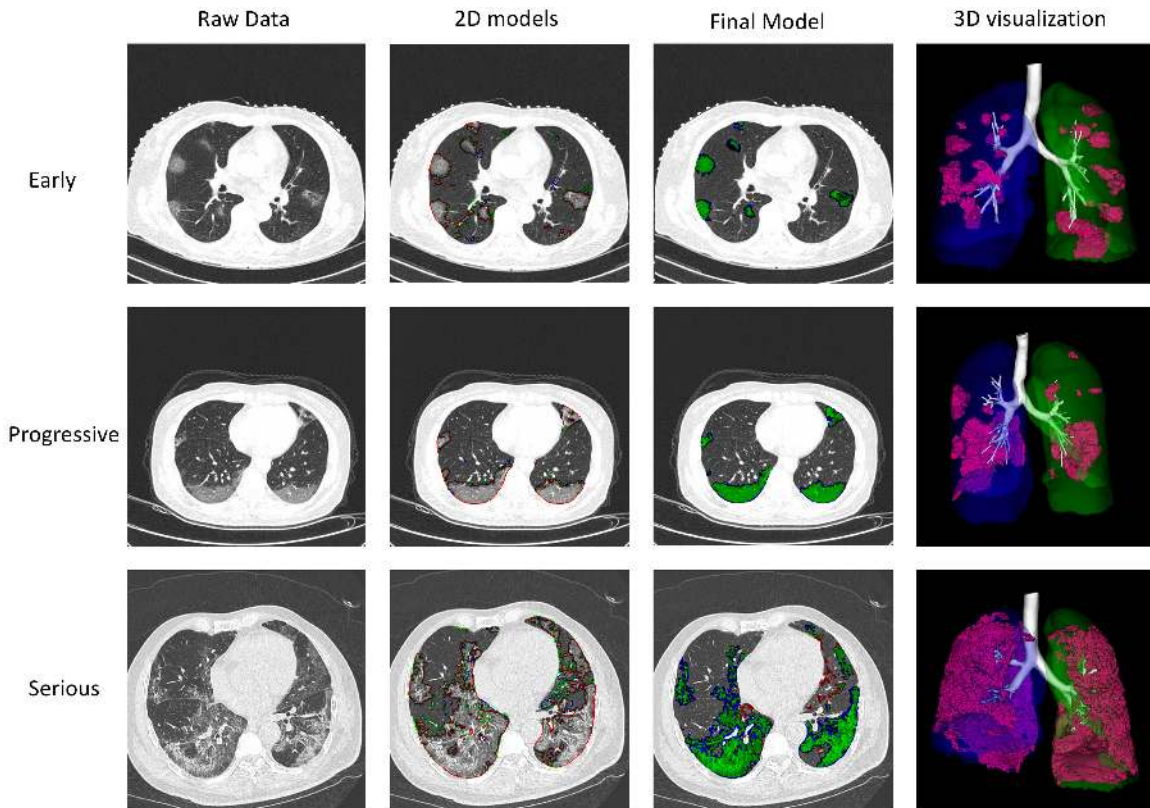 Raw Data
2D models
Final Model
3D visualization
Early
Progressive
Serious